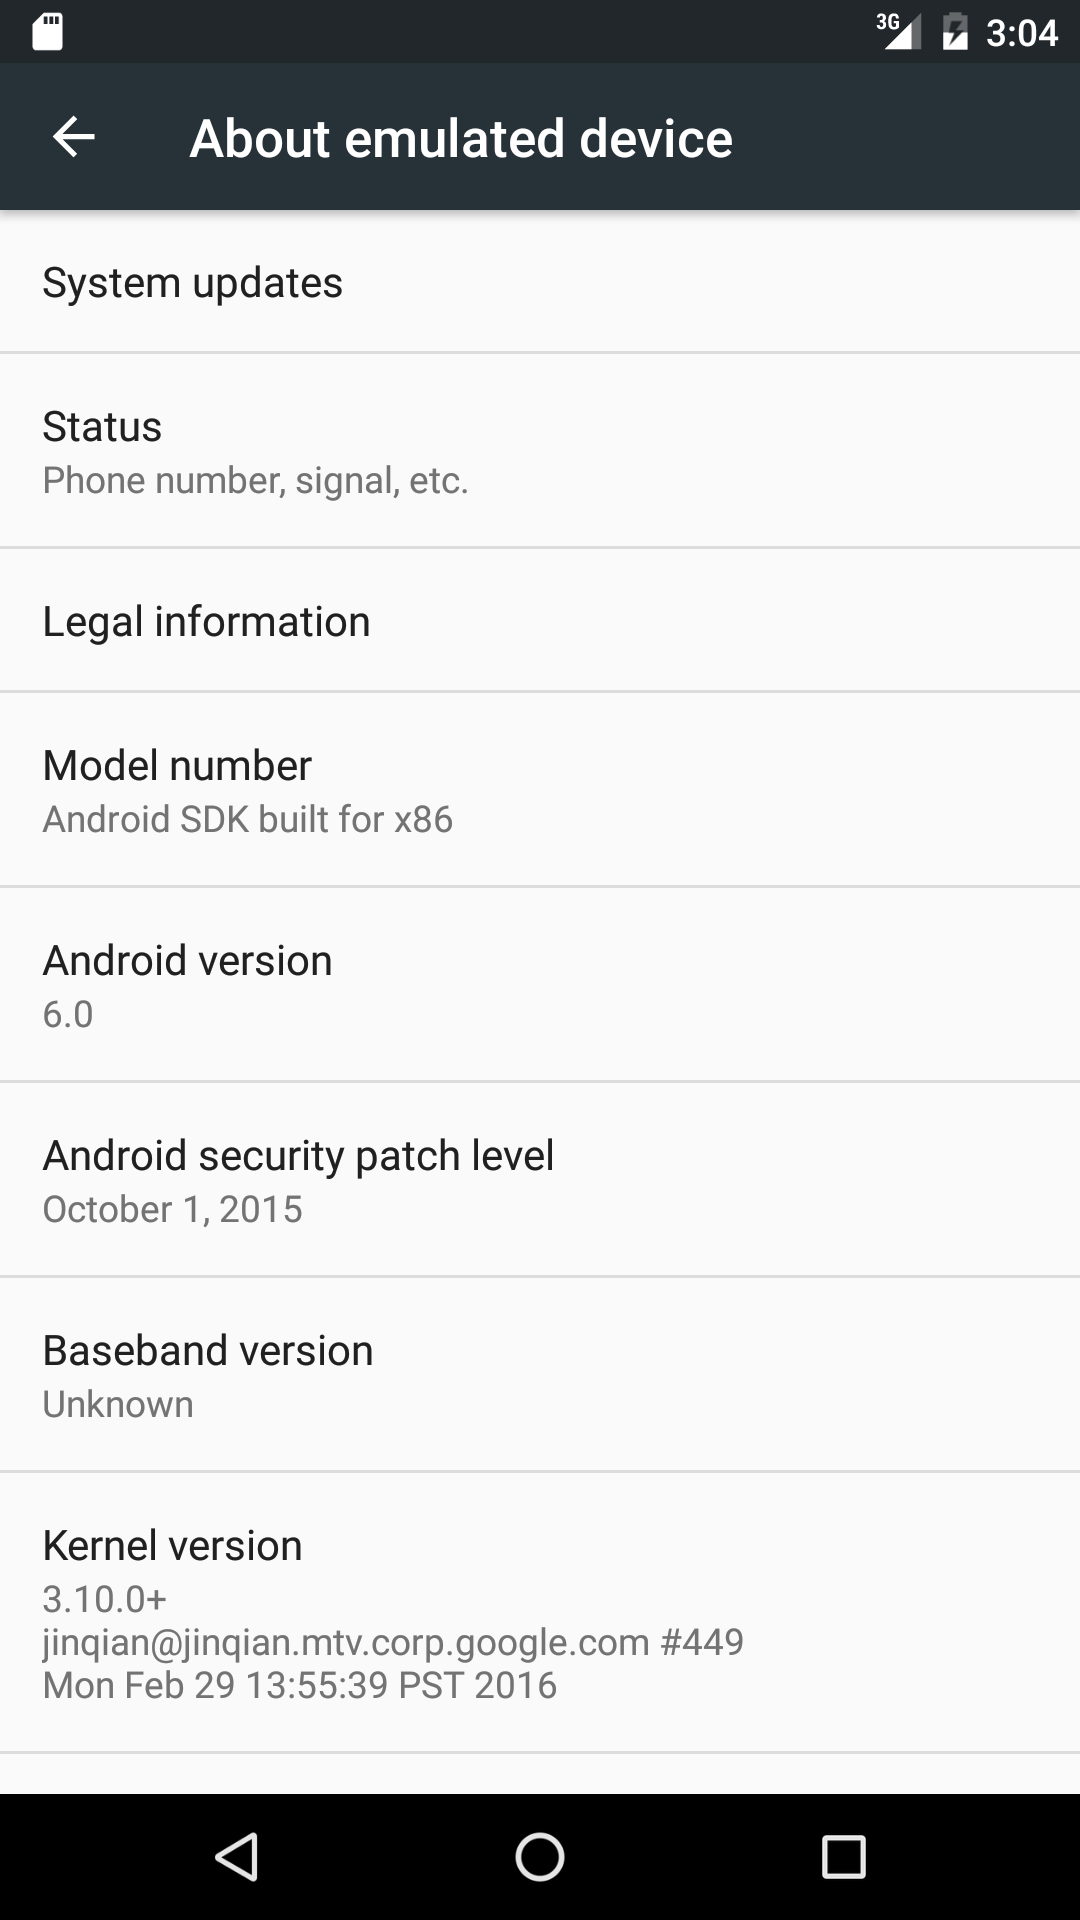 3G 3:04
About emulated device
System updates
Status
Phone number, signal, etc.
Legal information
Model number
Android SDK built for x86
Android version
6.0
Android security patch level
October 1, 2015
Baseband version
Unknown
Kernel version
3.10.0+
jinqian@jinqian.mtv.corp.google.com #449
Mon Feb 29 13:55:39 PST 2016